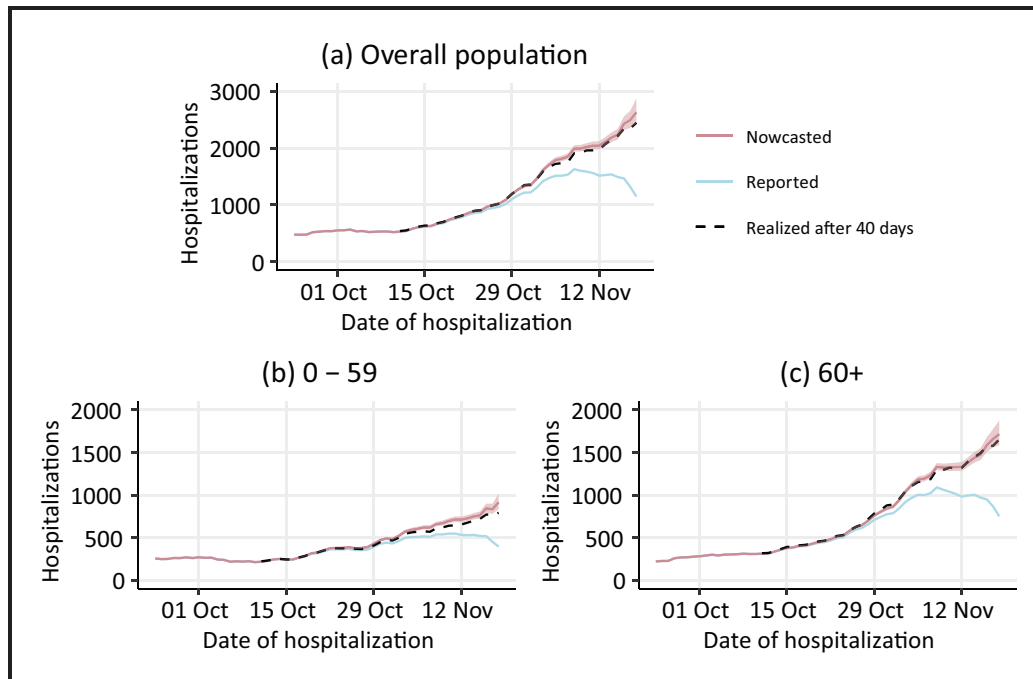 (a) Overall population
Hospitalizations
3000
2000
1000
0
01 Oct 15 Oct 29 Oct 12 Nov
Date of hospitalization
Nowcasted
Reported
Realized after 40 days
(b) 0 – 59
Hospitalizations
2000
1500
1000
500
0
01 Oct 15 Oct 29 Oct 12 Nov
Date of hospitalization
(c) 60+
Hospitalizations
2000
1500
1000
500
0
01 Oct 15 Oct 29 Oct 12 Nov
Date of hospitalization